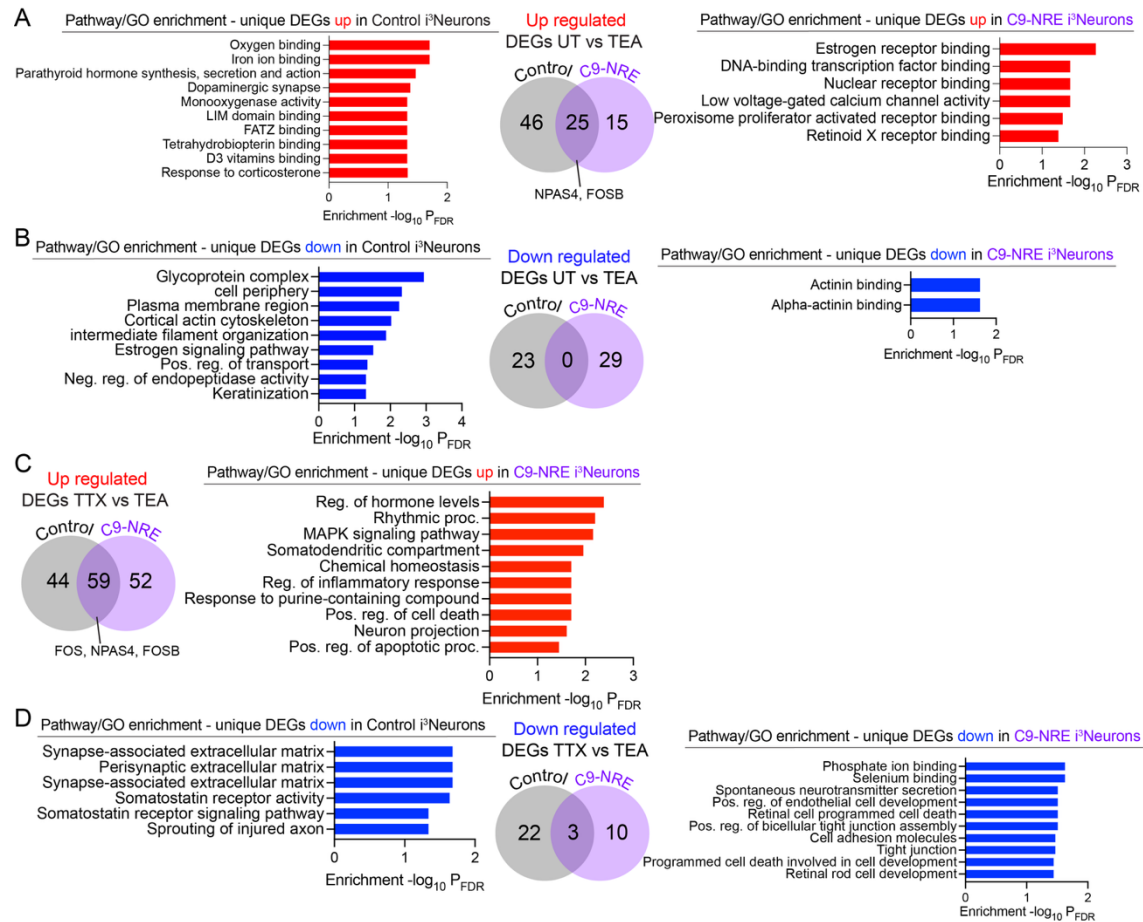 A
Pathway/GO enrichment - unique DEGs up in Control i³Neurons
Oxygen binding
Iron ion binding
Parathyroid hormone synthesis, secretion and action
Dopaminergic synapse
Monooxygenase activity
LIM domain binding
FATZ binding
Tetrahydrobiopterin binding
D3 vitamins binding
Response to corticosterone
0 1 2
Enrichment -log10 PFDR
Up regulated
DEGs UT vs TEA
Control C9-NRE
46 25 15
NPAS4, FOSB
Pathway/GO enrichment - unique DEGs up in C9-NRE i³Neurons
Estrogen receptor binding
DNA-binding transcription factor binding
Nuclear receptor binding
Low voltage-gated calcium channel activity
Peroxisome proliferator activated receptor binding
Retinoid X receptor binding
0 1 2 3
Enrichment -log10 PFDR
B
Pathway/GO enrichment - unique DEGs down in Control i³Neurons
Glycoprotein complex
cell periphery
Plasma membrane region
Cortical actin cytoskeleton
intermediate filament organization
Estrogen signaling pathway
Pos. reg. of transport
Neg. reg. of endopeptidase activity
Keratinization
0 1 2 3 4
Enrichment -log10 PFDR
Down regulated
DEGs UT vs TEA
Control C9-NRE
23 0 29
Pathway/GO enrichment - unique DEGs down in C9-NRE i³Neurons
Actinin binding
Alpha-actinin binding
0 1 2
Enrichment -log10 PFDR
C
Up regulated
DEGs TTX vs TEA
Control C9-NRE
44 59 52
FOS, NPAS4, FOSB
Pathway/GO enrichment - unique DEGs up in C9-NRE i³Neurons
Reg. of hormone levels
Rhythmic proc.
MAPK signaling pathway
Somatodendritic compartment
Chemical homeostasis
Reg. of inflammatory response
Response to purine-containing compound
Pos. reg. of cell death
Neuron projection
Pos. reg. of apoptotic proc.
0 1 2 3
Enrichment -log10 PFDR
D
Pathway/GO enrichment - unique DEGs down in Control i³Neurons
Synapse-associated extracellular matrix
Perisynaptic extracellular matrix
Synapse-associated extracellular matrix
Somatostatin receptor activity
Somatostatin receptor signaling pathway
Sprouting of injured axon
0 1 2
Enrichment -log10 PFDR
Down regulated
DEGs TTX vs TEA
Control C9-NRE
22 3 10
Pathway/GO enrichment - unique DEGs down in C9-NRE i³Neurons
Phosphate ion binding
Selenium binding
Spontaneous neurotransmitter secretion
Pos. reg. of endothelial cell development
Retinal cell programmed cell death
Pos. reg. of bicellular tight junction assembly
Cell adhesion molecules
Tight junction
Programmed cell death involved in cell development
Retinal rod cell development
0 1 2
Enrichment -log10 PFDR